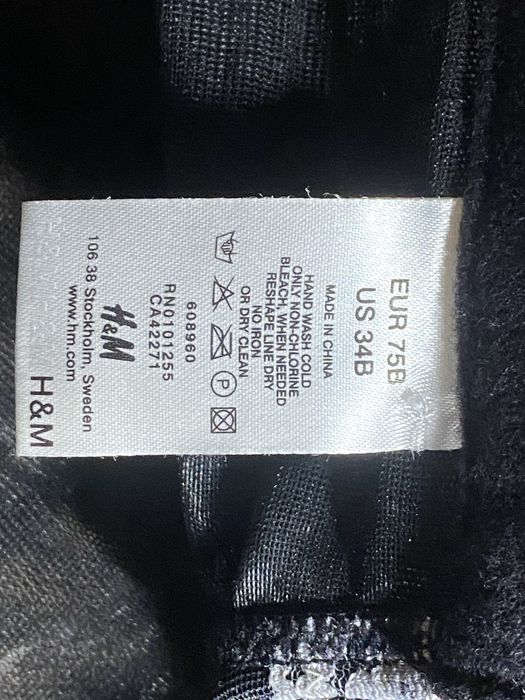 EUR 75B
US 34B
MADE IN CHINA
HAND WASH COLD
ONLY NON-CHLORINE
BLEACH, WHEN NEEDED
RESHAPE LINE DRY
NO IRON
OR DRY CLEAN
P
608960
RN0101255
CA42271
H&M
106 38 Stockholm, Sweden
www.hm.com
H&M